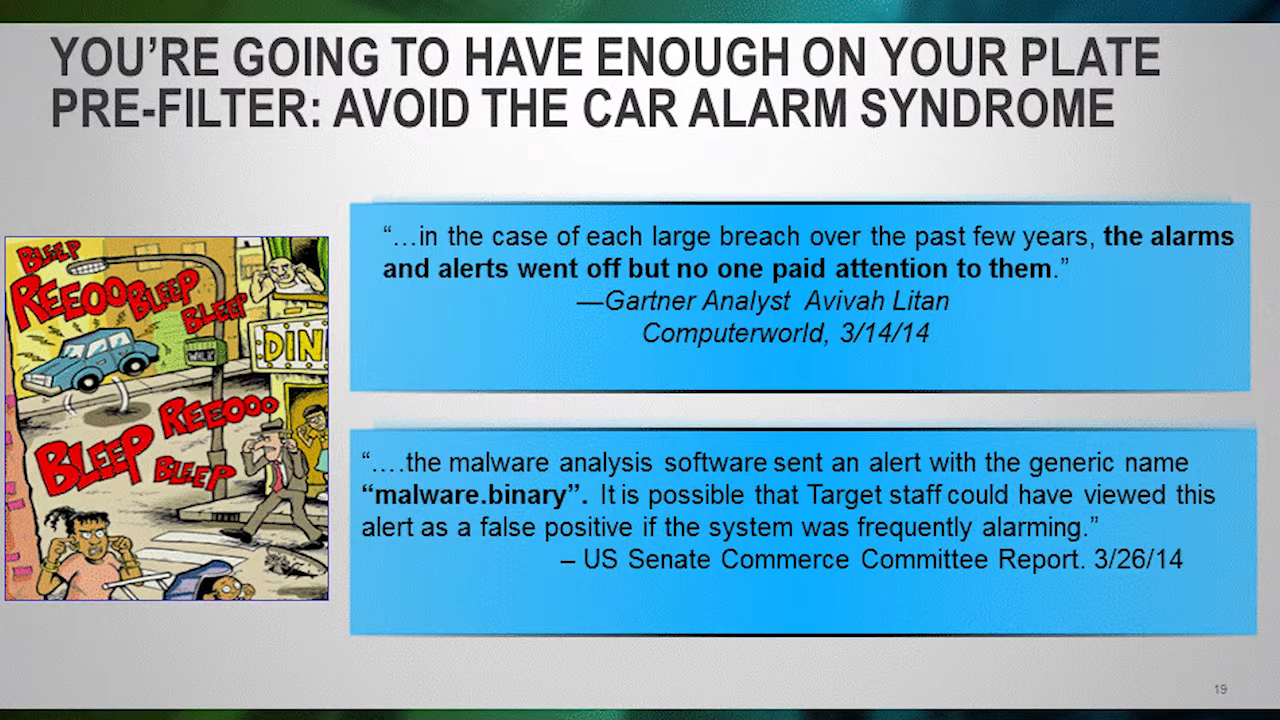 YOU'RE GOING TO HAVE ENOUGH ON YOUR PLATE
PRE-FILTER: AVOID THE CAR ALARM SYNDROME
BLEEP
REEOOO
BLEEP
BLEEP
WALK
DIN
REEOOO
BLEEP
BLEEP
“…in the case of each large breach over the past few years, the alarms
and alerts went off but no one paid attention to them.”
—Gartner Analyst Avivah Litan
Computerworld, 3/14/14
“….the malware analysis software sent an alert with the generic name
“malware.binary”. It is possible that Target staff could have viewed this
alert as a false positive if the system was frequently alarming.”
– US Senate Commerce Committee Report. 3/26/14
19